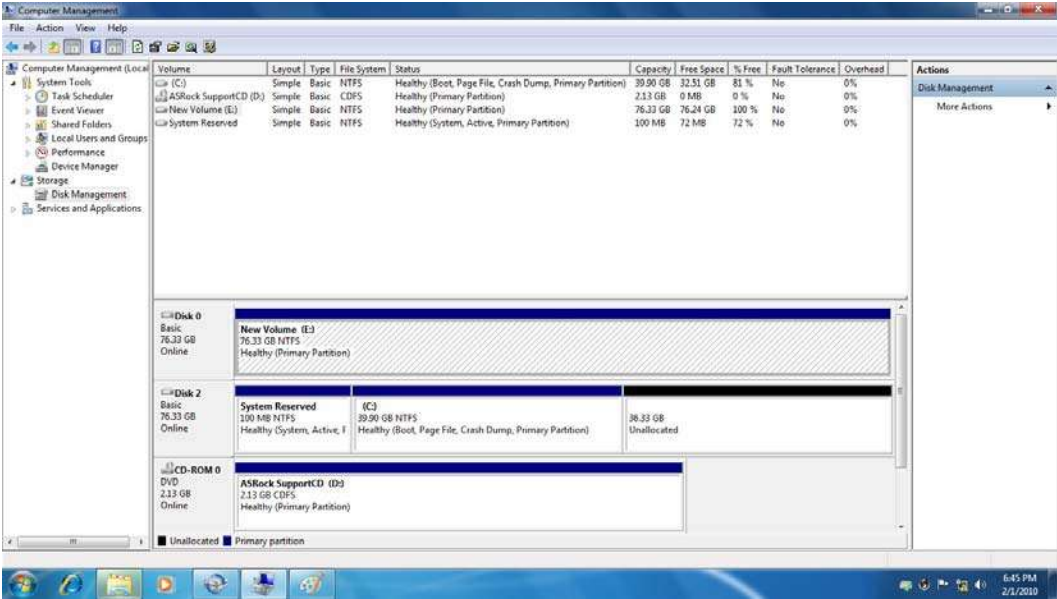 Computer Management
File Action View Help
Computer Management (Local
System Tools
Task Scheduler
Event Viewer
Shared Folders
Local Users and Groups
Performance
Device Manager
Storage
Disk Management
Services and Applications
Volume Layout Type File System Status Capacity Free Space % Free Fault Tolerance Overhead
(C:) Simple Basic NTFS Healthy (Boot, Page File, Crash Dump, Primary Partition) 39.90 GB 32.51 GB 81 % No 0%
ASRock SupportCD (D:) Simple Basic CDFS Healthy (Primary Partition) 2.13 GB 0 MB 0 % No 0%
New Volume (E:) Simple Basic NTFS Healthy (Primary Partition) 76.33 GB 76.24 GB 100 % No 0%
System Reserved Simple Basic NTFS Healthy (System, Active, Primary Partition) 100 MB 72 MB 72 % No 0%
Actions
Disk Management
More Actions
Disk 0
Basic
76.33 GB
Online
New Volume (E:)
76.33 GB NTFS
Healthy (Primary Partition)
Disk 2
Basic
76.33 GB
Online
System Reserved
100 MB NTFS
Healthy (System, Active, F
(C:)
39.90 GB NTFS
Healthy (Boot, Page File, Crash Dump, Primary Partition)
36.33 GB
Unallocated
CD-ROM 0
DVD
2.13 GB
Online
ASRock SupportCD (D:)
2.13 GB CDFS
Healthy (Primary Partition)
Unallocated Primary partition
6:45 PM
2/1/2010